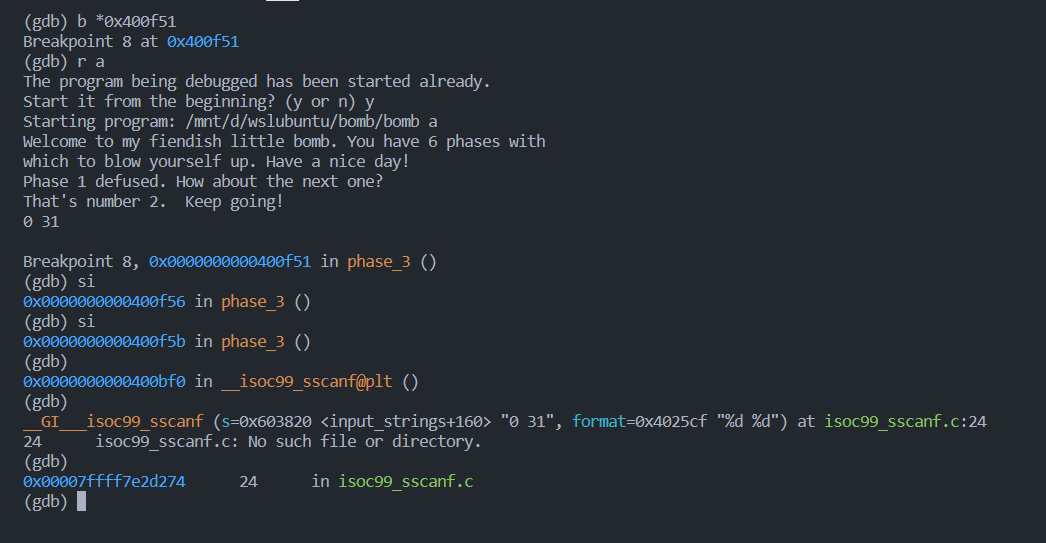 (gdb) b *0x400f51
Breakpoint 8 at 0x400f51
(gdb) r a
The program being debugged has been started already.
Start it from the beginning? (y or n) y
Starting program: /mnt/d/wslubuntu/bomb/bomb a
Welcome to my fiendish little bomb. You have 6 phases with
which to blow yourself up. Have a nice day!
Phase 1 defused. How about the next one?
That's number 2.  Keep going!
0 31
Breakpoint 8, 0x0000000000400f51 in phase_3 ()
(gdb) si
0x0000000000400f56 in phase_3 ()
(gdb) si
0x0000000000400f5b in phase_3 ()
(gdb)
0x0000000000400bf0 in __isoc99_sscanf@plt ()
(gdb)
__GI___isoc99_sscanf (s=0x603820 <input_strings+160> "0 31", format=0x4025cf "%d %d") at isoc99_sscanf.c:24
24      isoc99_sscanf.c: No such file or directory.
(gdb)
0x00007ffff7e2d274      24      in isoc99_sscanf.c
(gdb)